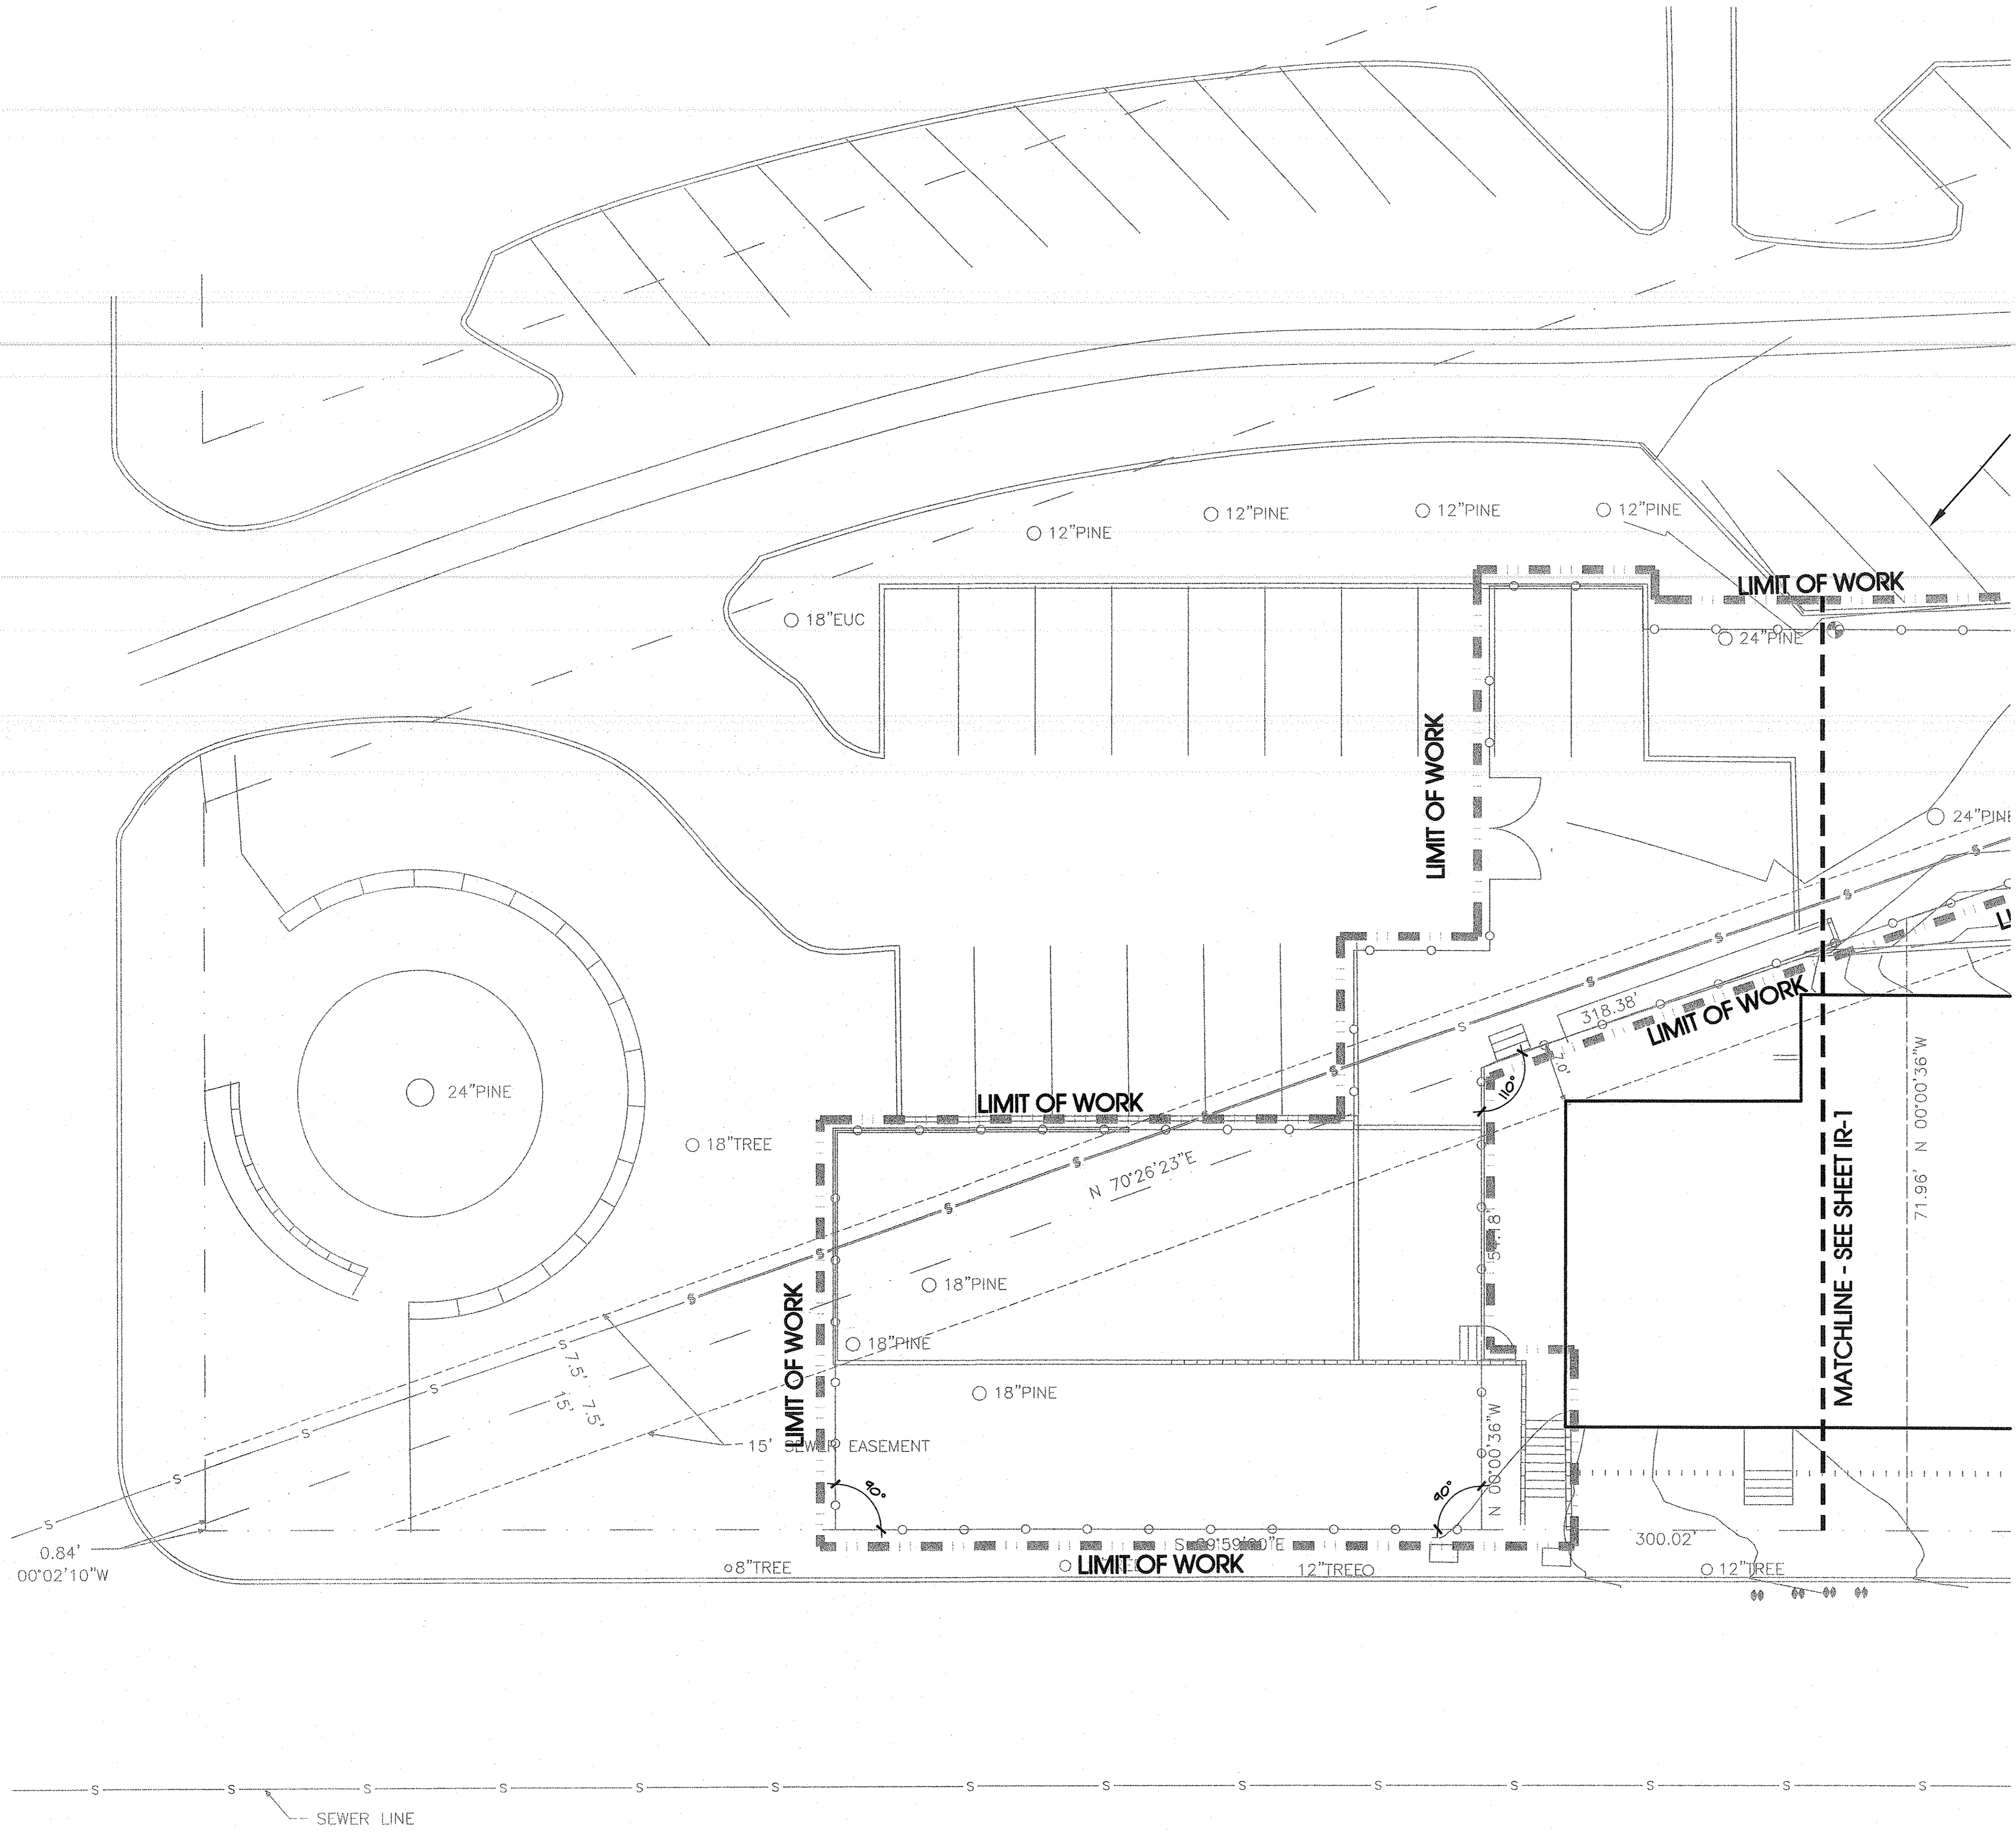 12"PINE
12"PINE
12"PINE
12"PINE
LIMIT OF WORK
18"EUC
24"PINE
LIMIT OF WORK
24"PINE
318.38'
LIMIT OF WORK
7.0'
110°
24"PINE
LIMIT OF WORK
18"TREE
N 70°26'23"E
71.96' N 00°00'36"W
MATCHLINE - SEE SHEET IR-1
18"PINE
18"PINE
LIMIT OF WORK
7.5' 7.5'
15'
18"PINE
15' SEWER EASEMENT
N 00°00'36"W
90°
90°
300.02'
0.84'
00°02'10"W
8"TREE
LIMIT OF WORK
12"TREE
12"TREE
S S S S S S S S S S S S S S
SEWER LINE